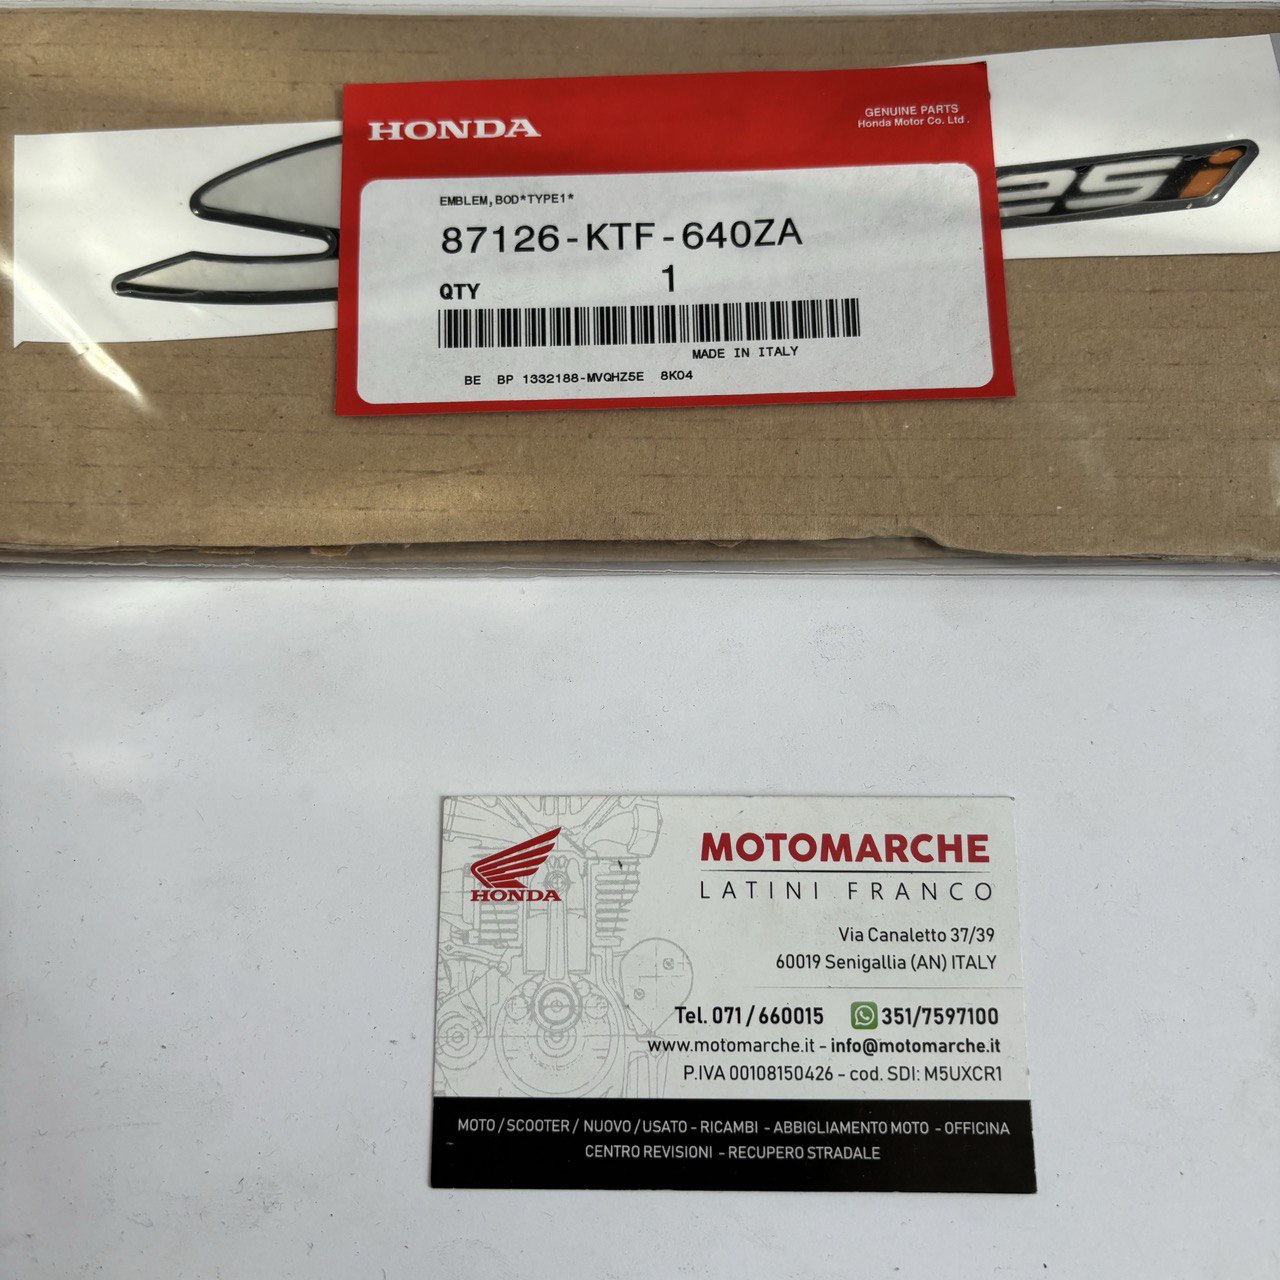 HONDA
GENUINE PARTS
Honda Motor Co. Ltd.
EMBLEM,BOD*TYPE1*
87126-KTF-640ZA
QTY 1
MADE IN ITALY
BE BP 1332188-MVQHZ5E 8K04
HONDA
MOTOMARCHE
LATINI FRANCO
Via Canaletto 37/39
60019 Senigallia (AN) ITALY
Tel. 071/660015 351/7597100
www.motomarche.it - info@motomarche.it
P.IVA 00108150426 - cod. SDI: M5UXCR1
MOTO / SCOOTER / NUOVO / USATO - RICAMBI - ABBIGLIAMENTO MOTO - OFFICINA
CENTRO REVISIONI - RECUPERO STRADALE